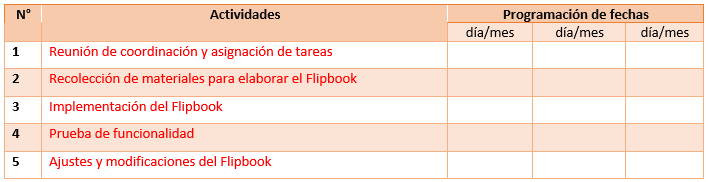 N° Actividades Programación de fechas
día/mes día/mes día/mes
1 Reunión de coordinación y asignación de tareas
2 Recolección de materiales para elaborar el Flipbook
3 Implementación del Flipbook
4 Prueba de funcionalidad
5 Ajustes y modificaciones del Flipbook